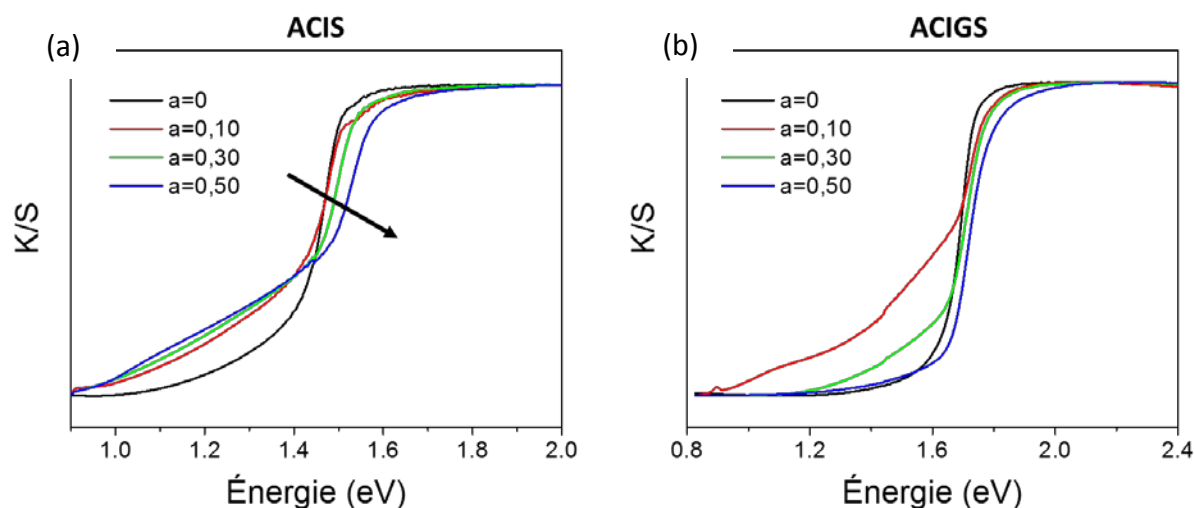 (a)
ACIS
a=0
a=0,10
a=0,30
a=0,50
K/S
1.0 1.2 1.4 1.6 1.8 2.0
Énergie (eV)
(b)
ACIGS
a=0
a=0,10
a=0,30
a=0,50
K/S
0.8 1.2 1.6 2.0 2.4
Énergie (eV)